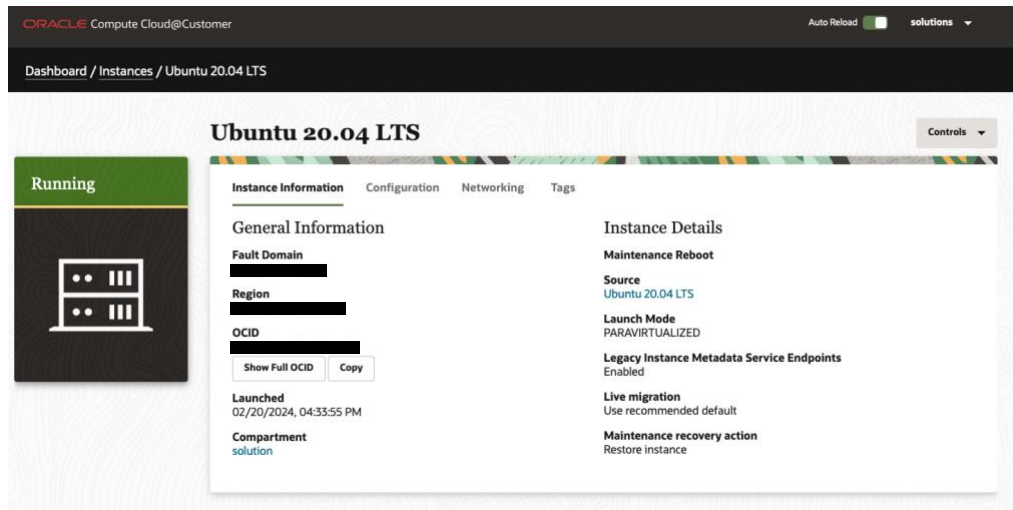 ORACLE Compute Cloud@Customer
Auto Reload
solutions
Dashboard / Instances / Ubuntu 20.04 LTS
Ubuntu 20.04 LTS
Controls
Running
Instance Information Configuration Networking Tags
General Information
Fault Domain
Region
OCID
Show Full OCID Copy
Launched
02/20/2024, 04:33:55 PM
Compartment
solution
Instance Details
Maintenance Reboot
Source
Ubuntu 20.04 LTS
Launch Mode
PARAVIRTUALIZED
Legacy Instance Metadata Service Endpoints
Enabled
Live migration
Use recommended default
Maintenance recovery action
Restore instance